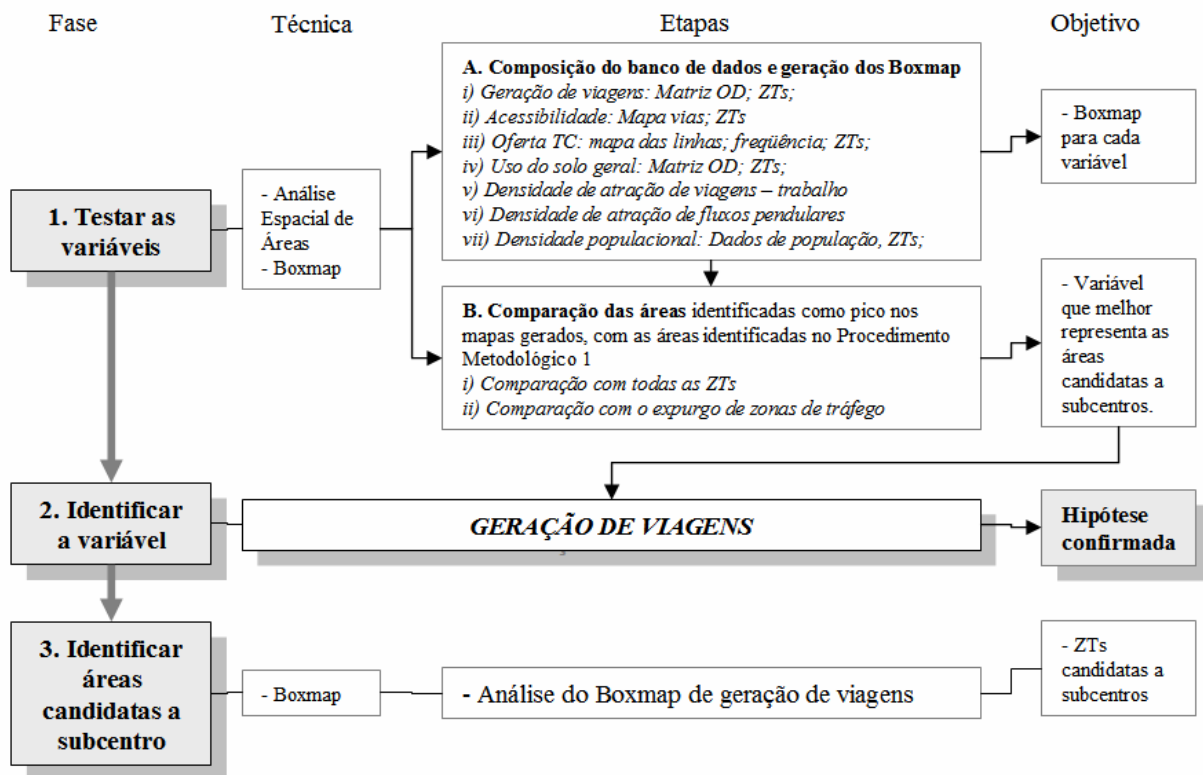 Fase
Técnica
Etapas
Objetivo
1. Testar as
variáveis
- Análise
Espacial de
Áreas
- Boxmap
A. Composição do banco de dados e geração dos Boxmap
i) Geração de viagens: Matriz OD; ZTs;
ii) Acessibilidade: Mapa vias; ZTs
iii) Oferta TC: mapa das linhas; freqüência; ZTs;
iv) Uso do solo geral: Matriz OD; ZTs;
v) Densidade de atração de viagens – trabalho
vi) Densidade de atração de fluxos pendulares
vii) Densidade populacional: Dados de população, ZTs;
- Boxmap
para cada
variável
B. Comparação das áreas identificadas como pico nos
mapas gerados, com as áreas identificadas no Procedimento
Metodológico 1
i) Comparação com todas as ZTs
ii) Comparação com o expurgo de zonas de tráfego
- Variável
que melhor
representa as
áreas
candidatas a
subcentros.
2. Identificar
a variável
GERAÇÃO DE VIAGENS
Hipótese
confirmada
3. Identificar
áreas
candidatas a
subcentro
- Boxmap
- Análise do Boxmap de geração de viagens
- ZTs
candidatas a
subcentros